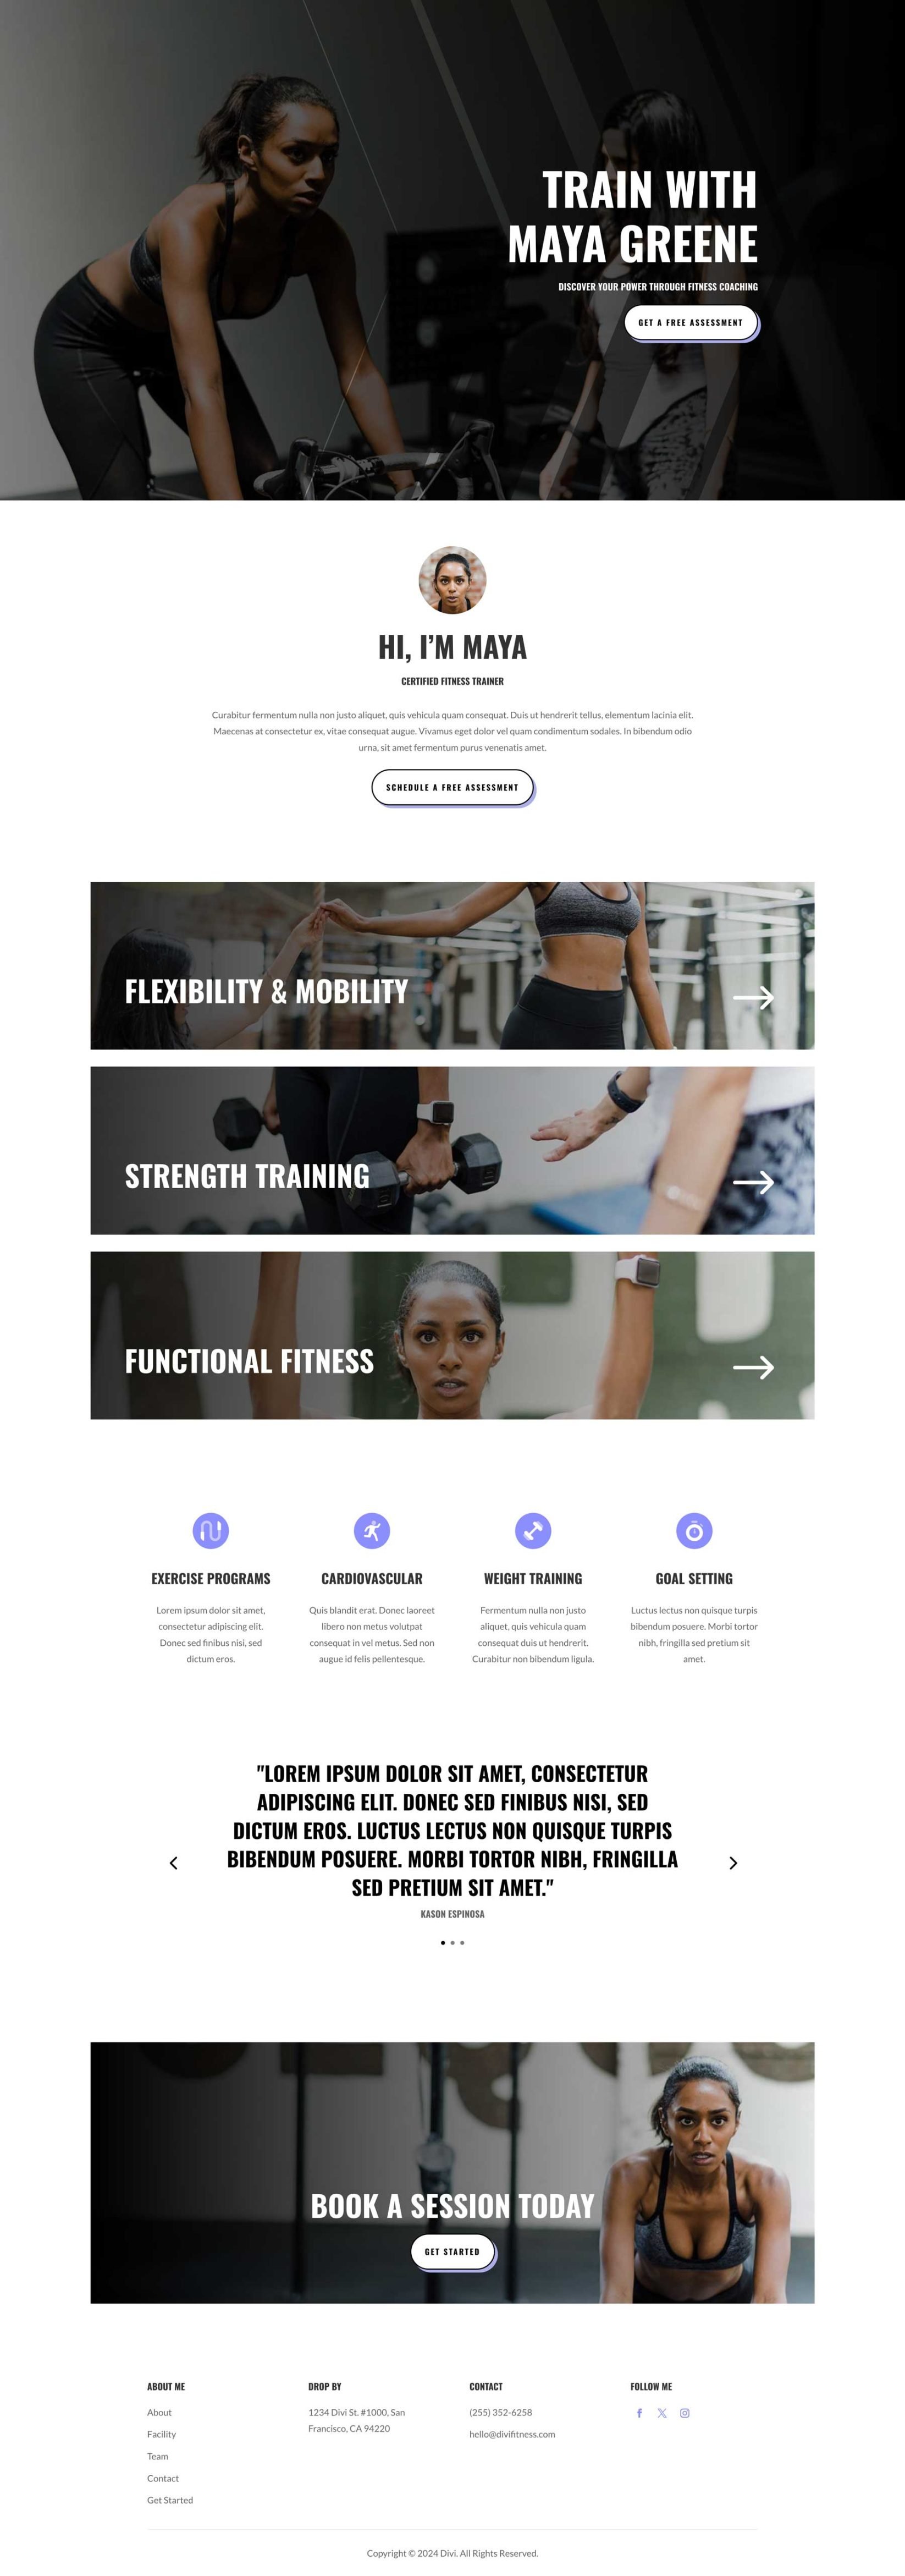 TRAIN WITH
MAYA GREENE
DISCOVER YOUR POWER THROUGH FITNESS COACHING
GET A FREE ASSESSMENT
HI, I'M MAYA
CERTIFIED FITNESS TRAINER
Curabitur fermentum nulla non justo aliquet, quis vehicula quam consequat. Duis ut hendrerit tellus, elementum lacinia elit.
Maecenas at consectetur ex, vitae consequat augue. Vivamus eget dolor vel quam condimentum sodales. In bibendum odio
urna, sit amet fermentum purus venenatis amet.
SCHEDULE A FREE ASSESSMENT
FLEXIBILITY & MOBILITY
STRENGTH TRAINING
FUNCTIONAL FITNESS
EXERCISE PROGRAMS
Lorem ipsum dolor sit amet,
consectetur adipiscing elit.
Donec sed finibus nisi, sed
dictum eros.
CARDIOVASCULAR
Quis blandit erat. Donec laoreet
libero non metus volutpat
consequat in vel metus. Sed non
augue id felis pellentesque.
WEIGHT TRAINING
Fermentum nulla non justo
aliquet, quis vehicula quam
consequat duis ut hendrerit.
Curabitur non bibendum ligula.
GOAL SETTING
Luctus lectus non quisque turpis
bibendum posuere. Morbi tortor
nibh, fringilla sed pretium sit
amet.
"LOREM IPSUM DOLOR SIT AMET, CONSECTETUR
ADIPISCING ELIT. DONEC SED FINIBUS NISI, SED
DICTUM EROS. LUCTUS LECTUS NON QUISQUE TURPIS
BIBENDUM POSUERE. MORBI TORTOR NIBH, FRINGILLA
SED PRETIUM SIT AMET."
KASON ESPINOSA
BOOK A SESSION TODAY
GET STARTED
ABOUT ME
About
Facility
Team
Contact
Get Started
DROP BY
1234 Divi St. #1000, San
Francisco, CA 94220
CONTACT
(255) 352-6258
hello@divifitness.com
FOLLOW ME
Copyright © 2024 Divi. All Rights Reserved.